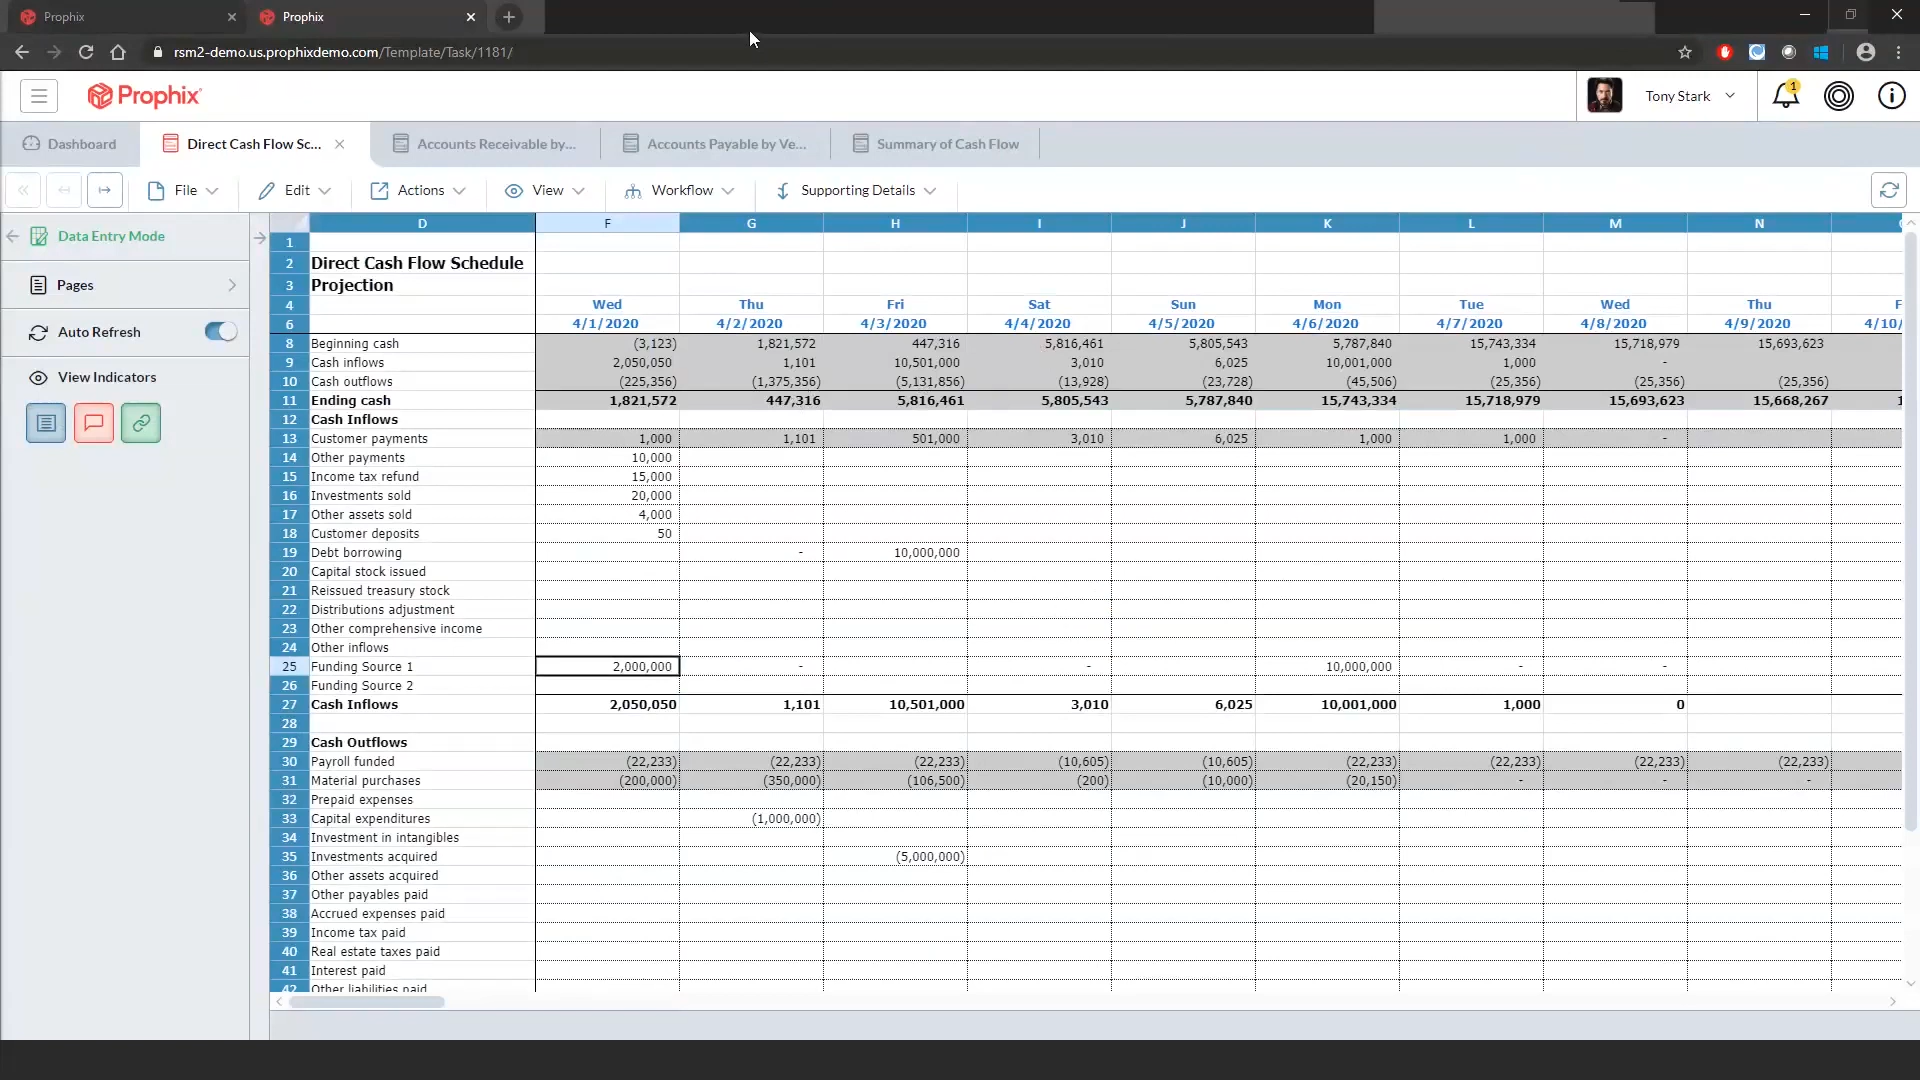 Prophix
Prophix
rsm2-demo.us.prophixdemo.com/Template/Task/1181/
Prophix
Tony Stark
1
Dashboard
Direct Cash Flow Sc...
Accounts Receivable by...
Accounts Payable by Ve...
Summary of Cash Flow
File
Edit
Actions
View
Workflow
Supporting Details
Data Entry Mode
Pages
Auto Refresh
View Indicators
D F G H I J K L M N
1
2 Direct Cash Flow Schedule
3 Projection
4 Wed Thu Fri Sat Sun Mon Tue Wed Thu F
6 4/1/2020 4/2/2020 4/3/2020 4/4/2020 4/5/2020 4/6/2020 4/7/2020 4/8/2020 4/9/2020 4/10/
8 Beginning cash (3,123) 1,821,572 447,316 5,816,461 5,805,543 5,787,840 15,743,334 15,718,979 15,693,623
9 Cash inflows 2,050,050 1,101 10,501,000 3,010 6,025 10,001,000 1,000 -
10 Cash outflows (225,356) (1,375,356) (5,131,856) (13,928) (23,728) (45,506) (25,356) (25,356) (25,356)
11 Ending cash 1,821,572 447,316 5,816,461 5,805,543 5,787,840 15,743,334 15,718,979 15,693,623 15,668,267 1
12 Cash Inflows
13 Customer payments 1,000 1,101 501,000 3,010 6,025 1,000 1,000 -
14 Other payments 10,000
15 Income tax refund 15,000
16 Investments sold 20,000
17 Other assets sold 4,000
18 Customer deposits 50
19 Debt borrowing - 10,000,000
20 Capital stock issued
21 Reissued treasury stock
22 Distributions adjustment
23 Other comprehensive income
24 Other inflows
25 Funding Source 1 2,000,000 - - 10,000,000 - -
26 Funding Source 2
27 Cash Inflows 2,050,050 1,101 10,501,000 3,010 6,025 10,001,000 1,000 0
28
29 Cash Outflows
30 Payroll funded (22,233) (22,233) (22,233) (10,605) (10,605) (22,233) (22,233) (22,233) (22,233)
31 Material purchases (200,000) (350,000) (106,500) (200) (10,000) (20,150) - - -
32 Prepaid expenses
33 Capital expenditures (1,000,000)
34 Investment in intangibles
35 Investments acquired (5,000,000)
36 Other assets acquired
37 Other payables paid
38 Accrued expenses paid
39 Income tax paid
40 Real estate taxes paid
41 Interest paid
42 Other liabilities paid